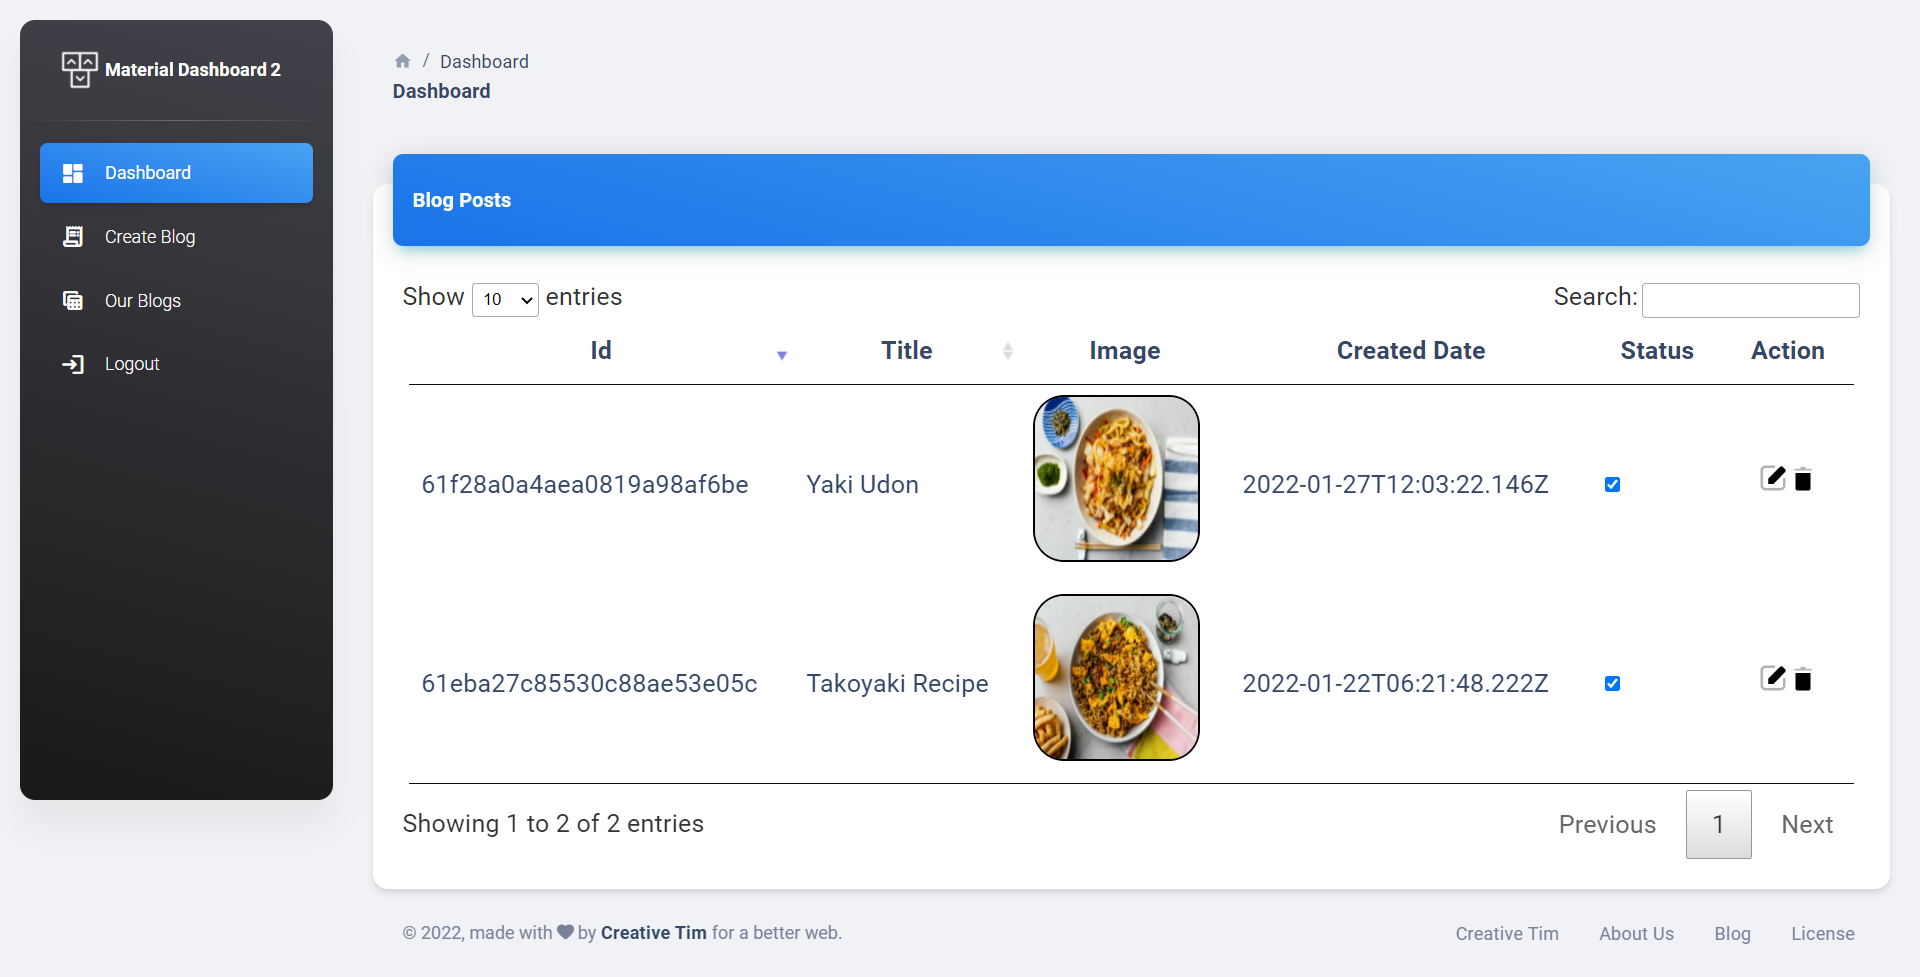 Material Dashboard 2
Dashboard
Create Blog
Our Blogs
Logout
/ Dashboard
Dashboard
Blog Posts
Show 10 entries
Search:
Id Title Image Created Date Status Action
61f28a0a4aea0819a98af6be Yaki Udon 2022-01-27T12:03:22.146Z
61eba27c85530c88ae53e05c Takoyaki Recipe 2022-01-22T06:21:48.222Z
Showing 1 to 2 of 2 entries
Previous 1 Next
© 2022, made with by Creative Tim for a better web.
Creative Tim About Us Blog License